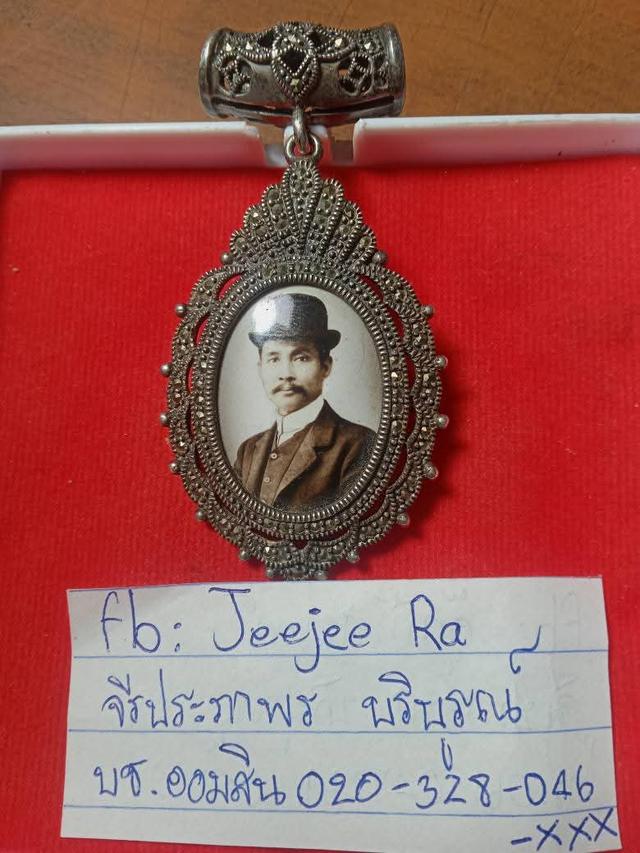 fb: Jeejee Ra
จีรประภาพร บริบูรณ์
บช.ออมสิน 020-328-046
-xxx